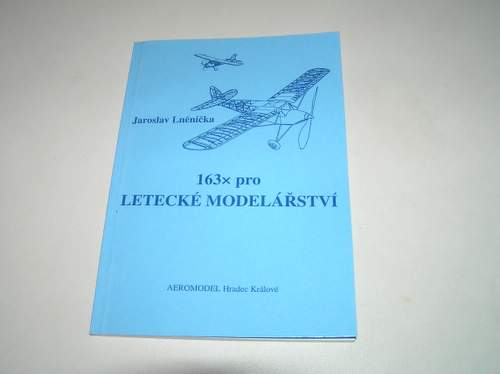 Jaroslav Lněnička
163× pro
LETECKÉ MODELÁŘSTVÍ
AEROMODEL Hradec Králové